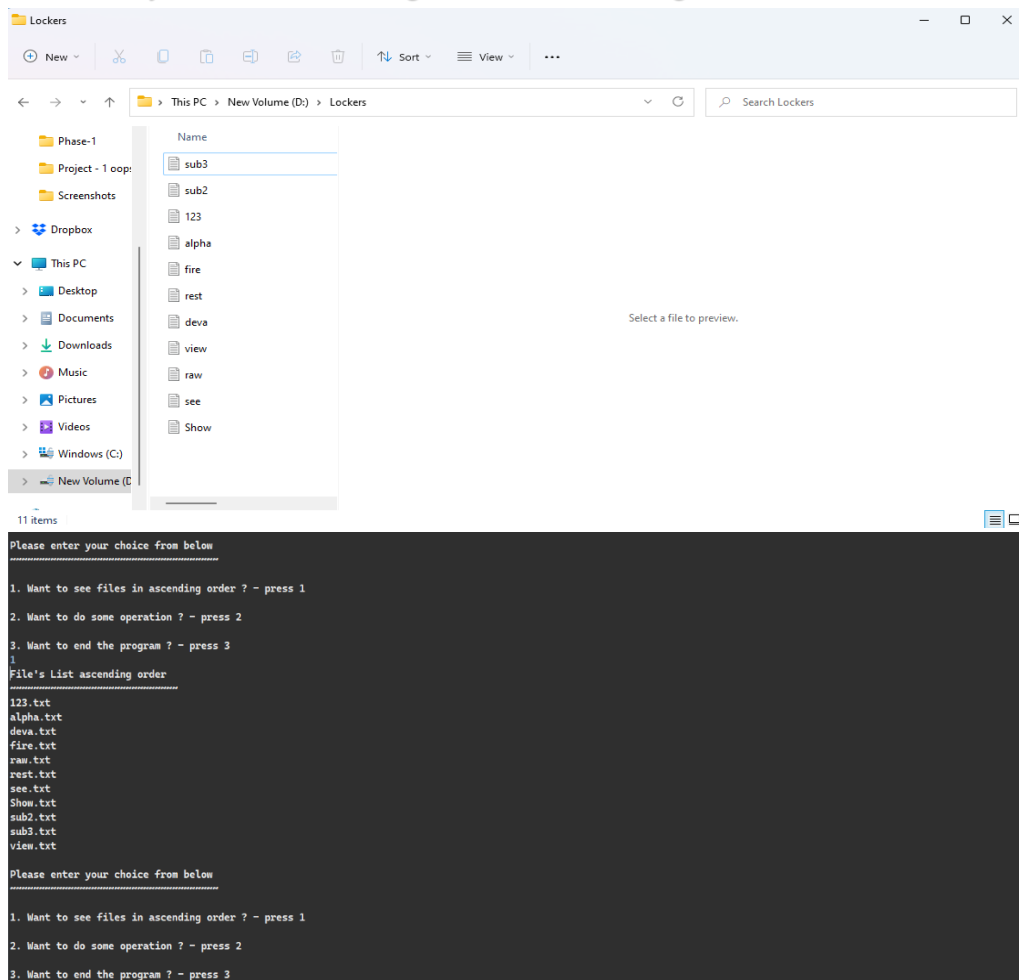 Lockers
New Sort View ...
This PC > New Volume (D:) > Lockers Search Lockers
Phase-1
Project - 1 oops
Screenshots
Dropbox
This PC
Desktop
Documents
Downloads
Music
Pictures
Videos
Windows (C:)
New Volume (D
Name
sub3
sub2
123
alpha
fire
rest
deva
view
raw
see
Show
Select a file to preview.
11 items
Please enter your choice from below
1. Want to see files in ascending order ? - press 1
2. Want to do some operation ? - press 2
3. Want to end the program ? - press 3
1
File's List ascending order
123.txt
alpha.txt
deva.txt
fire.txt
raw.txt
rest.txt
see.txt
Show.txt
sub2.txt
sub3.txt
view.txt
Please enter your choice from below
1. Want to see files in ascending order ? - press 1
2. Want to do some operation ? - press 2
3. Want to end the program ? - press 3